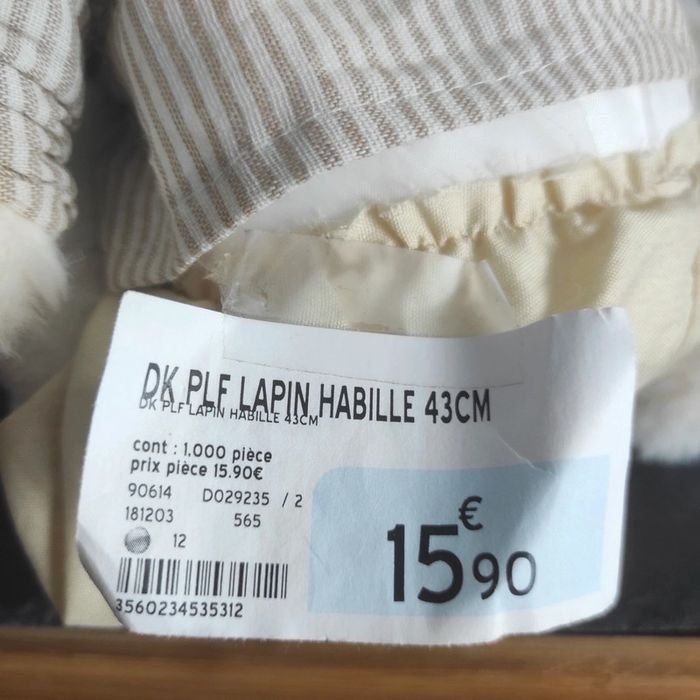 DK PLF LAPIN HABILLE 43CM
DK PLF LAPIN HABILLE 43CM
cont : 1.000 pièce
prix pièce 15.90€
90614 D029235 / 2
181203 565
12
3560234535312
15€90